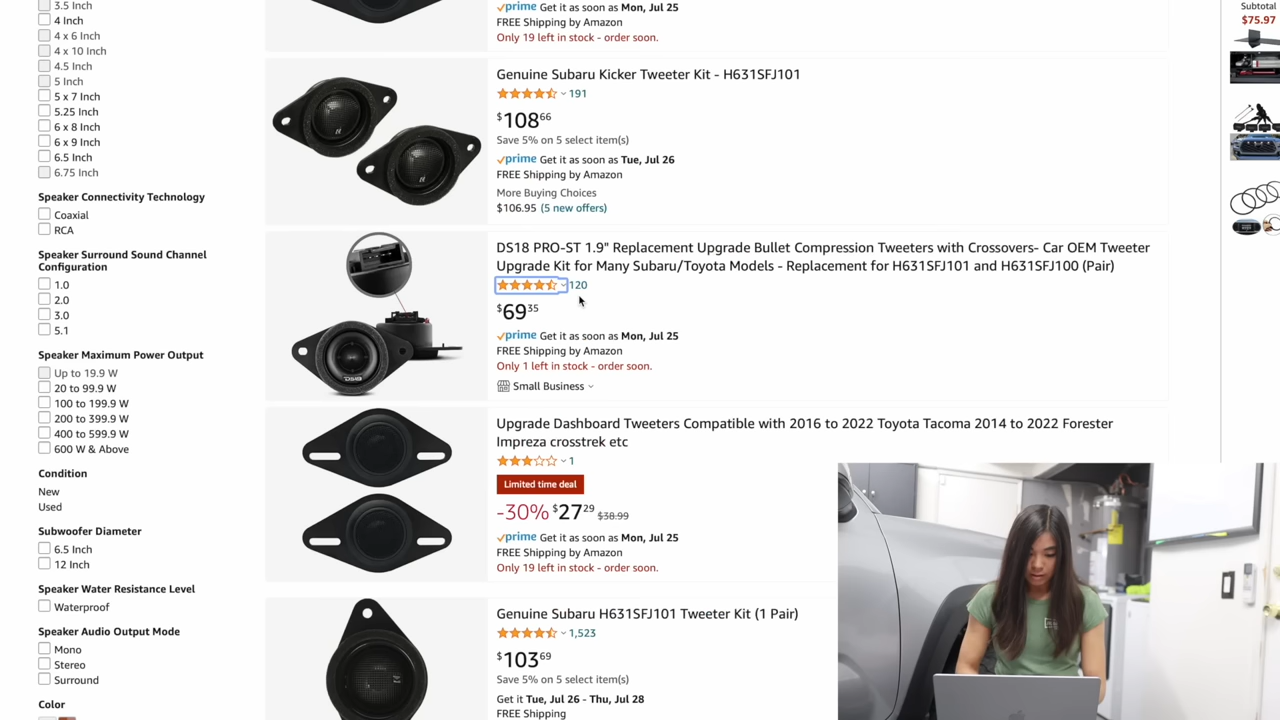 3.5 Inch
4 Inch
4 x 6 Inch
4 x 10 Inch
4.5 Inch
5 Inch
5 x 7 Inch
5.25 Inch
6 x 8 Inch
6 x 9 Inch
6.5 Inch
6.75 Inch
Speaker Connectivity Technology
Coaxial
RCA
Speaker Surround Sound Channel
Configuration
1.0
2.0
3.0
5.1
Speaker Maximum Power Output
Up to 19.9 W
20 to 99.9 W
100 to 199.9 W
200 to 399.9 W
400 to 599.9 W
600 W & Above
Condition
New
Used
Subwoofer Diameter
6.5 Inch
12 Inch
Speaker Water Resistance Level
Waterproof
Speaker Audio Output Mode
Mono
Stereo
Surround
Color
prime Get it as soon as Mon, Jul 25
FREE Shipping by Amazon
Only 19 left in stock - order soon.
Genuine Subaru Kicker Tweeter Kit - H631SFJ101
191
$108 66
Save 5% on 5 select item(s)
prime Get it as soon as Tue, Jul 26
FREE Shipping by Amazon
More Buying Choices
$106.95 (5 new offers)
DS18 PRO-ST 1.9" Replacement Upgrade Bullet Compression Tweeters with Crossovers- Car OEM Tweeter
Upgrade Kit for Many Subaru/Toyota Models - Replacement for H631SFJ101 and H631SFJ100 (Pair)
120
$69 35
prime Get it as soon as Mon, Jul 25
FREE Shipping by Amazon
Only 1 left in stock - order soon.
Small Business
DS18
Upgrade Dashboard Tweeters Compatible with 2016 to 2022 Toyota Tacoma 2014 to 2022 Forester
Impreza crosstrek etc
1
Limited time deal
-30% $27 29 $38.99
prime Get it as soon as Mon, Jul 25
FREE Shipping by Amazon
Only 19 left in stock - order soon.
Genuine Subaru H631SFJ101 Tweeter Kit (1 Pair)
1,523
$103 69
Save 5% on 5 select item(s)
Get it Tue, Jul 26 - Thu, Jul 28
FREE Shipping
Subtotal
$75.97